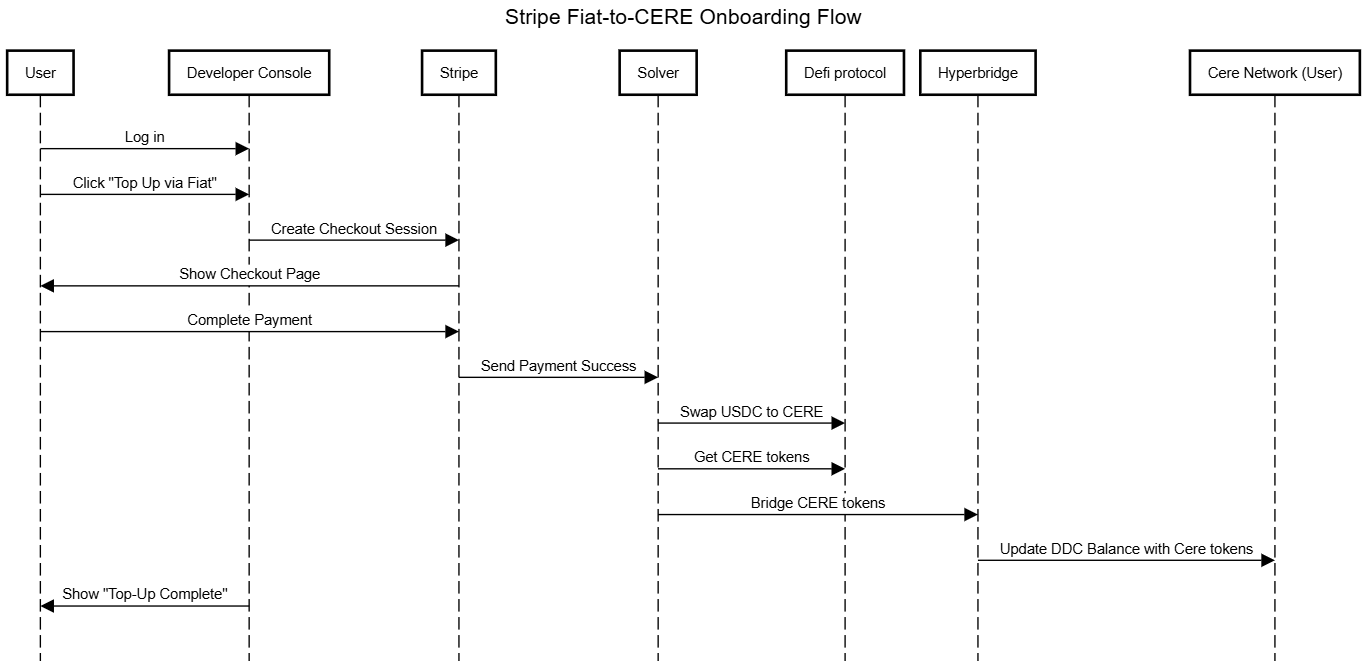 Stripe Fiat-to-CERE Onboarding Flow
User
Developer Console
Stripe
Solver
Defi protocol
Hyperbridge
Cere Network (User)
Log in
Click "Top Up via Fiat"
Create Checkout Session
Show Checkout Page
Complete Payment
Send Payment Success
Swap USDC to CERE
Get CERE tokens
Bridge CERE tokens
Update DDC Balance with Cere tokens
Show "Top-Up Complete"